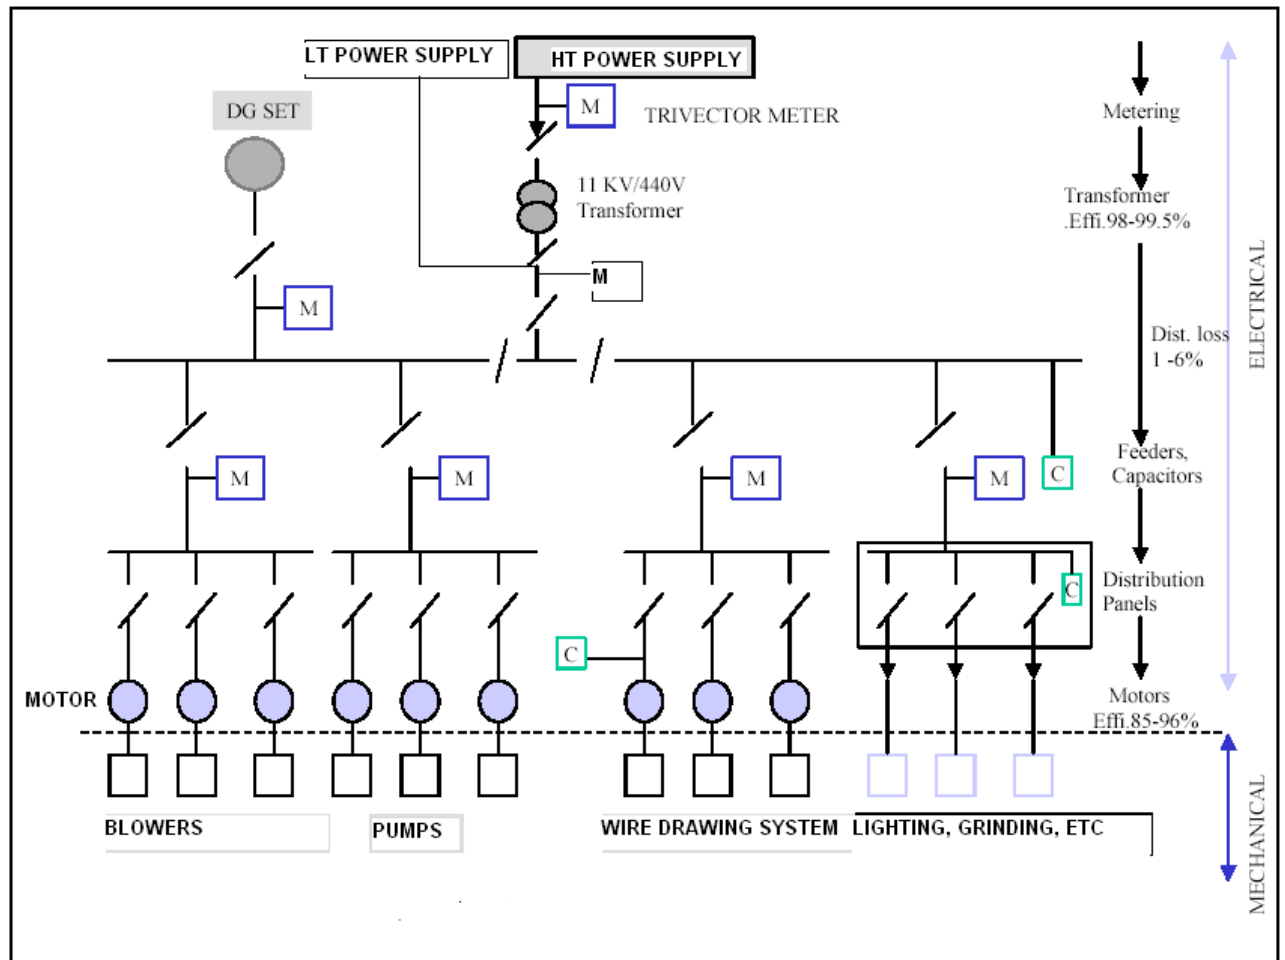 LT POWER SUPPLY
HT POWER SUPPLY
DG SET
M
TRIVECTOR METER
Metering
11 KV/440V
Transformer
Transformer
.Effi.98-99.5%
M
M
ELECTRICAL
Dist. loss
1 -6%
M
M
M
M
C
Feeders,
Capacitors
C
Distribution
Panels
C
MOTOR
Motors
Effi.85-96%
BLOWERS
PUMPS
WIRE DRAWING SYSTEM
LIGHTING, GRINDING, ETC
MECHANICAL